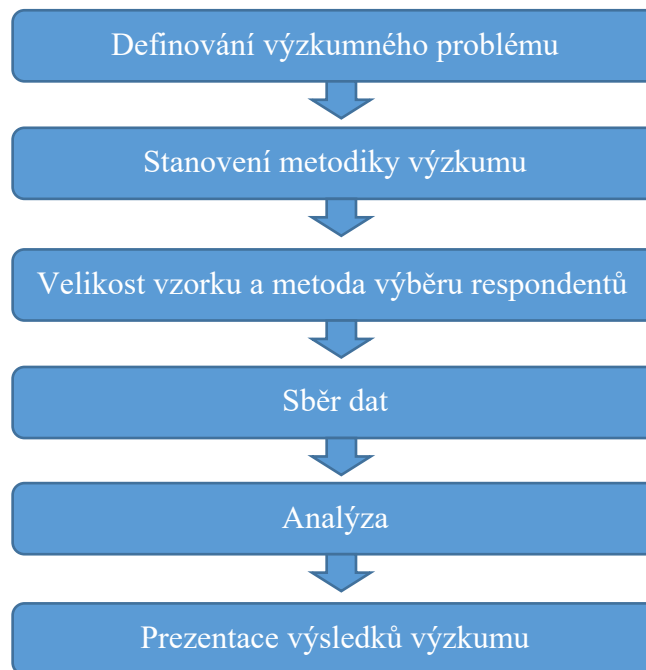 Definování výzkumného problému
Stanovení metodiky výzkumu
Velikost vzorku a metoda výběru respondentů
Sběr dat
Analýza
Prezentace výsledků výzkumu